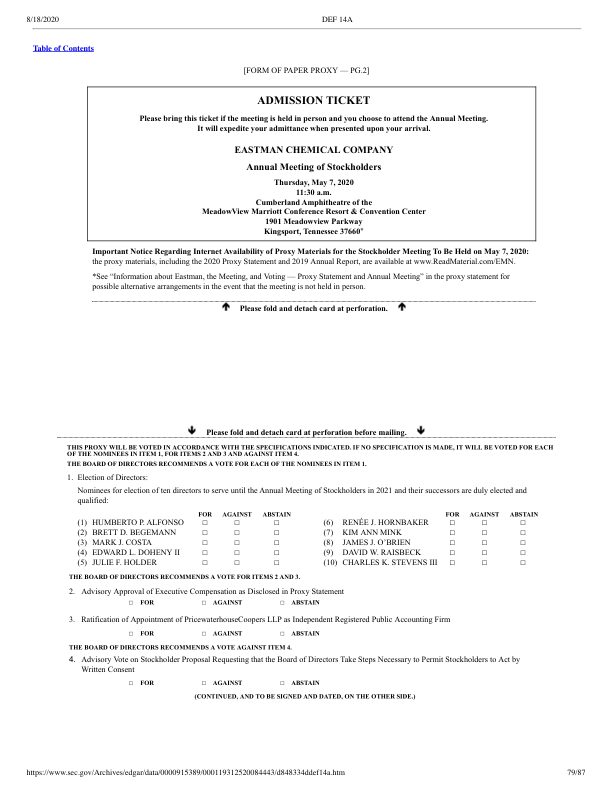 8/18/2020 DEF 14A
Table of Contents
[FORM OF PAPER PROXY — PG.2]
ADMISSION TICKET
Please bring this ticket if the meeting is held in person and you choose to attend the Annual Meeting.
It will expedite your admittance when presented upon your arrival.
EASTMAN CHEMICAL COMPANY
Annual Meeting of Stockholders
Thursday, May 7, 2020
11:30 a.m.
Cumberland Amphitheatre of the
MeadowView Marriott Conference Resort & Convention Center
1901 Meadowview Parkway
Kingsport, Tennessee 37660*
Important Notice Regarding Internet Availability of Proxy Materials for the Stockholder Meeting To Be Held on May 7, 2020:
the proxy materials, including the 2020 Proxy Statement and 2019 Annual Report, are available at www.ReadMaterial.com/EMN.
*See “Information about Eastman, the Meeting, and Voting — Proxy Statement and Annual Meeting” in the proxy statement for
possible alternative arrangements in the event that the meeting is not held in person.
🡹 Please fold and detach card at perforation. 🡹
🡻 Please fold and detach card at perforation before mailing. 🡻
THIS PROXY WILL BE VOTED IN ACCORDANCE WITH THE SPECIFICATIONS INDICATED. IF NO SPECIFICATION IS MADE, IT WILL BE VOTED FOR EACH
OF THE NOMINEES IN ITEM 1, FOR ITEMS 2 AND 3 AND AGAINST ITEM 4.
THE BOARD OF DIRECTORS RECOMMENDS A VOTE FOR EACH OF THE NOMINEES IN ITEM 1.
1. Election of Directors:
Nominees for election of ten directors to serve until the Annual Meeting of Stockholders in 2021 and their successors are duly elected and
qualified:
FOR AGAINST ABSTAIN FOR AGAINST ABSTAIN
(1) HUMBERTO P. ALFONSO □ □ □ (6) RENÉE J. HORNBAKER □ □ □
(2) BRETT D. BEGEMANN □ □ □ (7) KIM ANN MINK □ □ □
(3) MARK J. COSTA □ □ □ (8) JAMES J. O’BRIEN □ □ □
(4) EDWARD L. DOHENY II □ □ □ (9) DAVID W. RAISBECK □ □ □
(5) JULIE F. HOLDER □ □ □ (10) CHARLES K. STEVENS III □ □ □
THE BOARD OF DIRECTORS RECOMMENDS A VOTE FOR ITEMS 2 AND 3.
2. Advisory Approval of Executive Compensation as Disclosed in Proxy Statement
□ FOR □ AGAINST □ ABSTAIN
3. Ratification of Appointment of PricewaterhouseCoopers LLP as Independent Registered Public Accounting Firm
□ FOR □ AGAINST □ ABSTAIN
THE BOARD OF DIRECTORS RECOMMENDS A VOTE AGAINST ITEM 4.
4. Advisory Vote on Stockholder Proposal Requesting that the Board of Directors Take Steps Necessary to Permit Stockholders to Act by
Written Consent
□ FOR □ AGAINST □ ABSTAIN
(CONTINUED, AND TO BE SIGNED AND DATED, ON THE OTHER SIDE.)
https://www.sec.gov/Archives/edgar/data/0000915389/000119312520084443/d848334ddef14a.htm 79/87